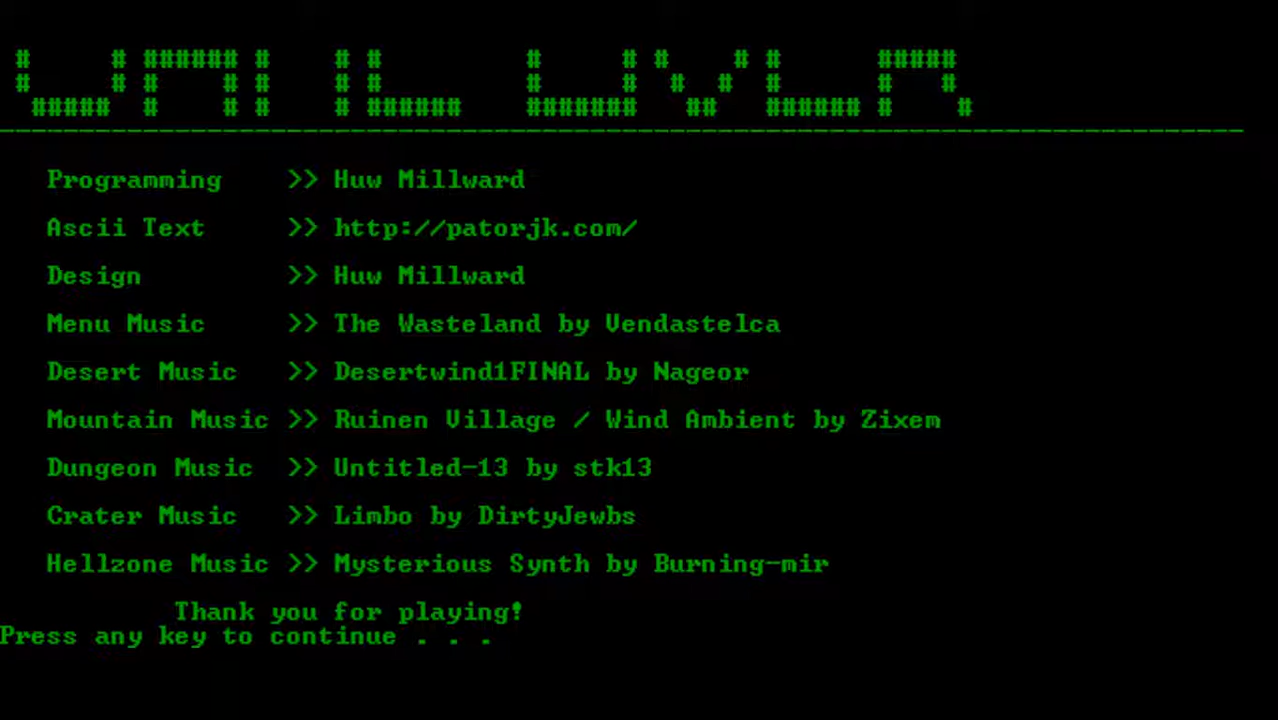 Programming >> Huw Millward
Ascii Text >> http://patorjk.com/
Design >> Huw Millward
Menu Music >> The Wasteland by Vendastelca
Desert Music >> Desertwind1FINAL by Nageor
Mountain Music >> Ruinen Village / Wind Ambient by Zixem
Dungeon Music >> Untitled-13 by stk13
Crater Music >> Limbo by DirtyJewbs
Hellzone Music >> Mysterious Synth by Burning-mir
Thank you for playing!
Press any key to continue . . .